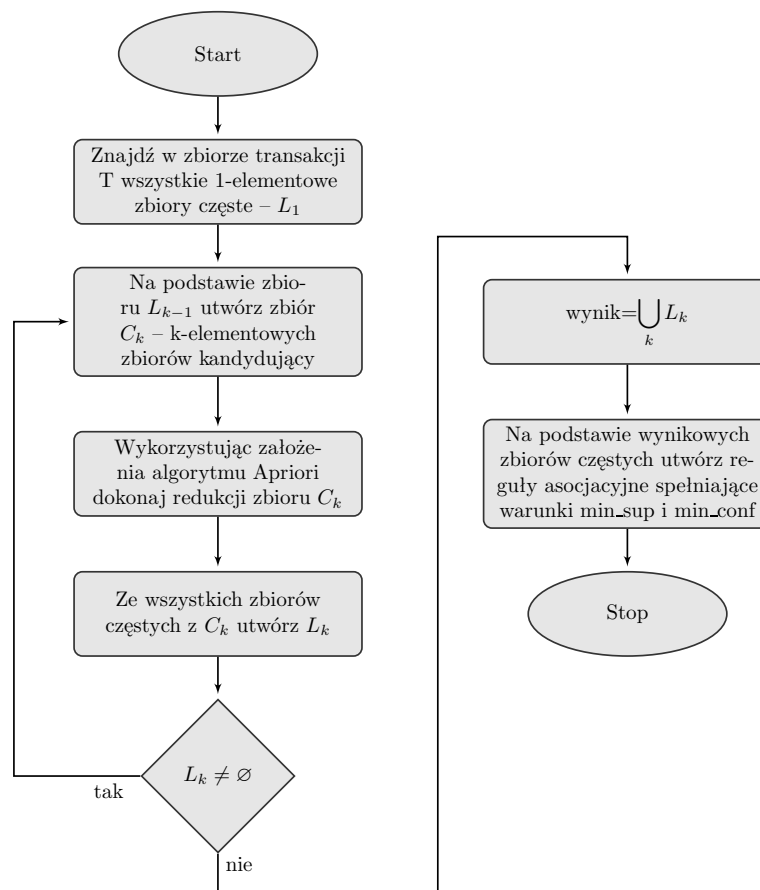 Start
Znajdź w zbiorze transakcji
T wszystkie 1-elementowe
zbiory częste – L₁
Na podstawie zbio-
ru Lₖ₋₁ utwórz zbiór
Cₖ – k-elementowych
zbiorów kandydujący
Wykorzystując założe-
nia algorytmu Apriori
dokonaj redukcji zbioru Cₖ
Ze wszystkich zbiorów
częstych z Cₖ utwórz Lₖ
Lₖ ≠ ∅
tak
nie
wynik=⋃ Lₖ
k
Na podstawie wynikowych
zbiorów częstych utwórz re-
guły asocjacyjne spełniające
warunki min_sup i min_conf
Stop